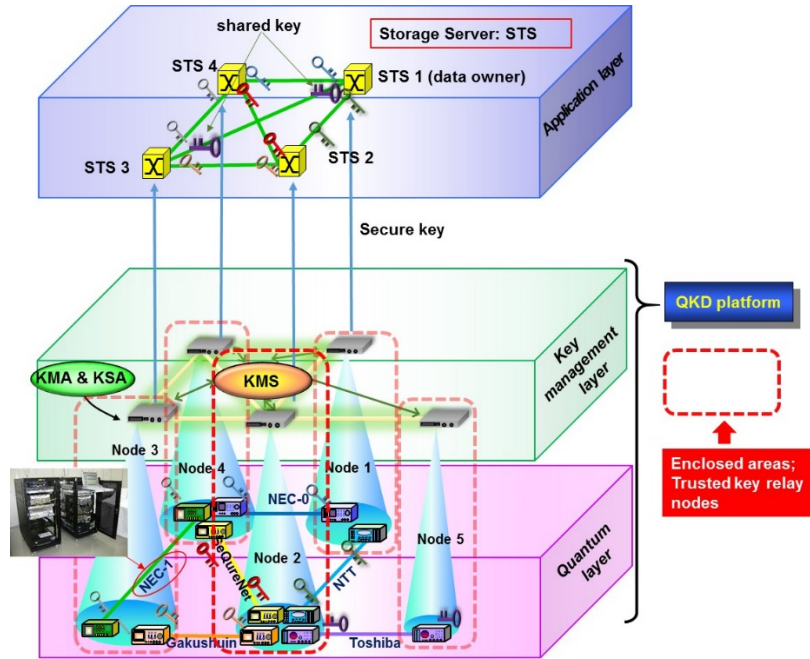 shared key
Storage Server: STS
STS 4
STS 1 (data owner)
Application layer
STS 2
STS 3
Secure key
QKD platform
Key
management
layer
KMA & KSA
KMS
Node 3
Node 4
Node 1
Enclosed areas;
Trusted key relay
nodes
NEC-0
Node 5
Node 2
SeQureNet
Quantum
layer
NEC-1
NTT
Gakushuin
Toshiba